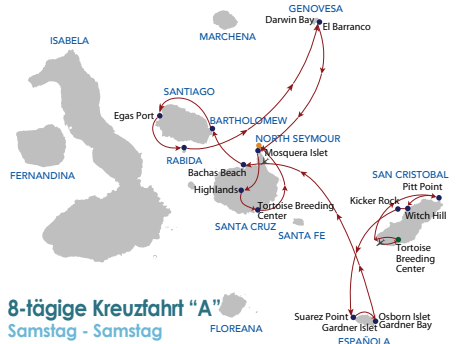 GENOVESA
Darwin Bay
El Barranco
MARCHENA
ISABELA
SANTIAGO
Egas Port
BARTHOLOMEW
NORTH SEYMOUR
Mosquera Islet
RABIDA
Bachas Beach
FERNANDINA
Highlands
Tortoise Breeding
Center
SANTA CRUZ
SANTA FE
SAN CRISTOBAL
Pitt Point
Kicker Rock
Witch Hill
Tortoise
Breeding
Center
8-tägige Kreuzfahrt “A”
Samstag - Samstag
FLOREANA
Suarez Point
Gardner Islet
Osborn Islet
Gardner Bay
ESPAÑOLA